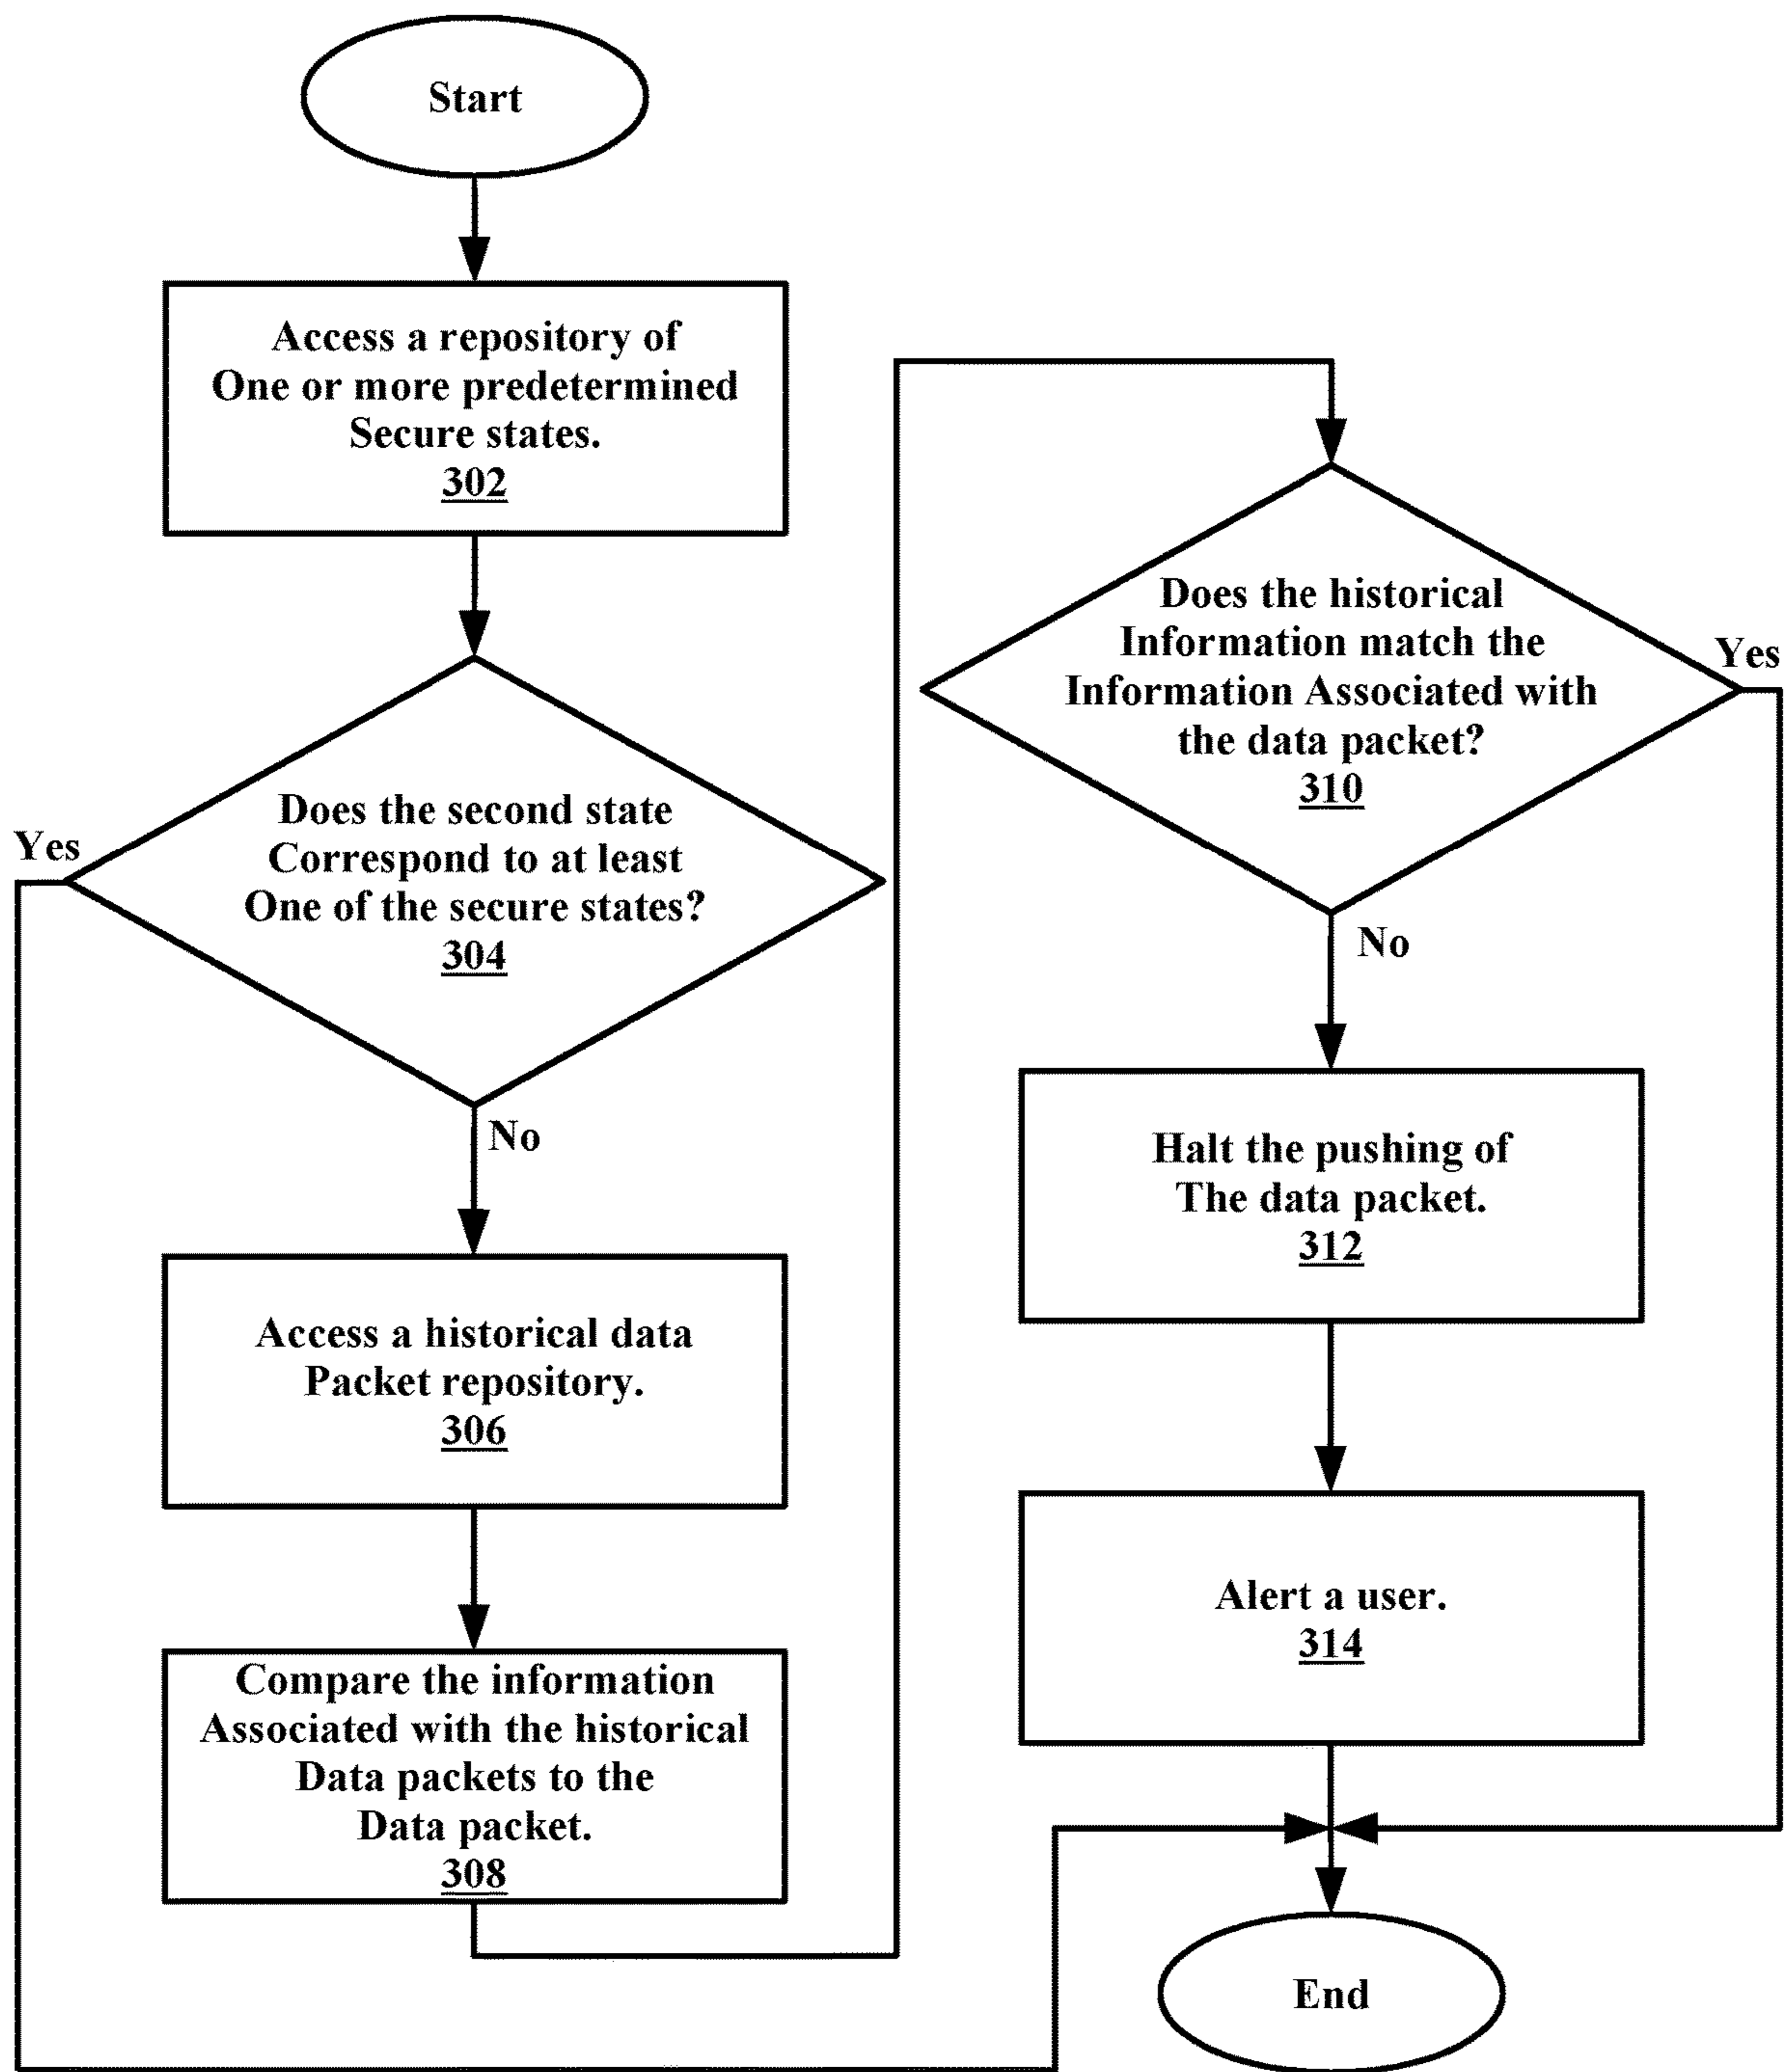 Start
Access a repository of
One or more predetermined
Secure states.
302
Yes
Does the second state
Correspond to at least
One of the secure states?
304
No
Access a historical data
Packet repository.
306
Compare the information
Associated with the historical
Data packets to the
Data packet.
308
Does the historical
Information match the
Information Associated with
the data packet?
310
Yes
No
Halt the pushing of
The data packet.
312
Alert a user.
314
End